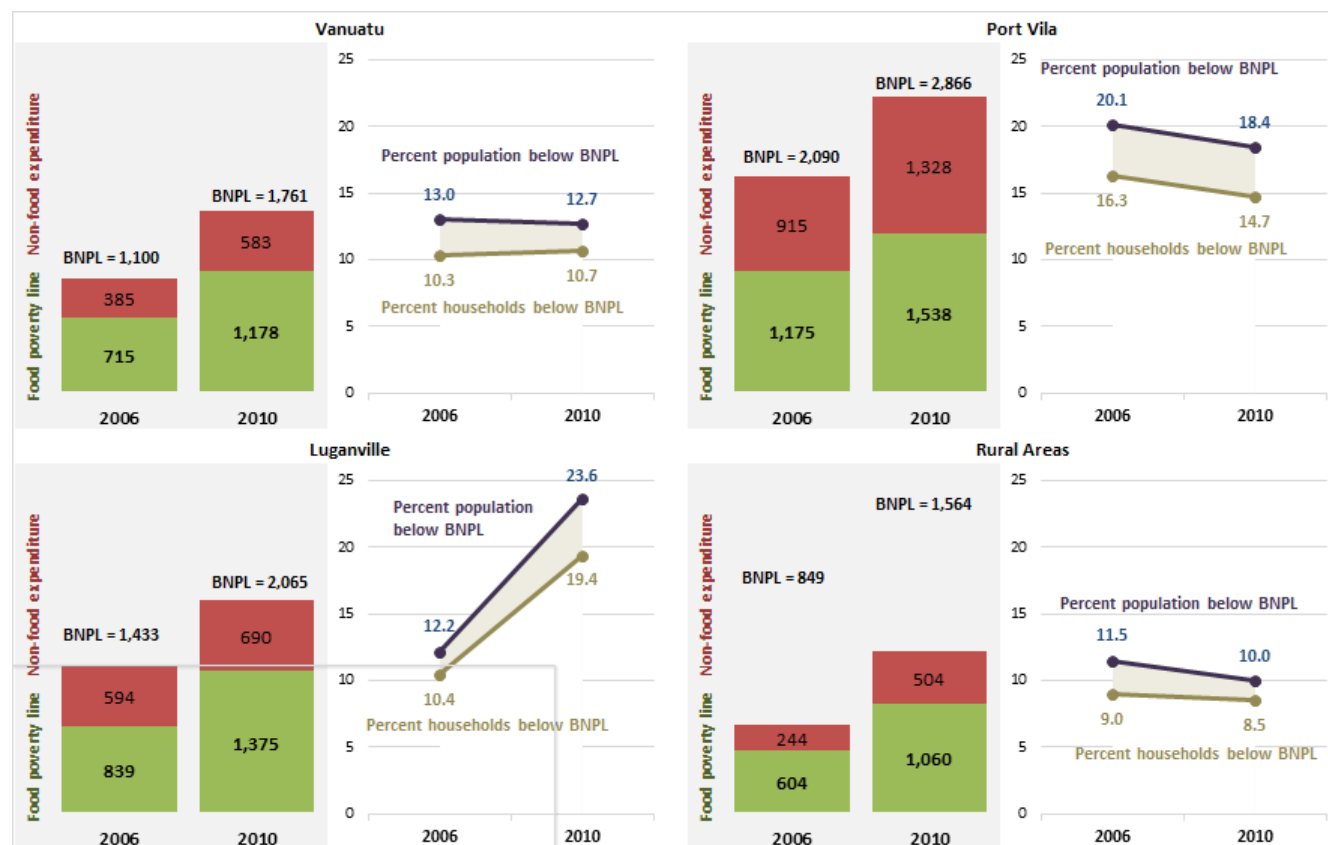 Vanuatu
Food poverty line Non-food expenditure
BNPL = 1,100
385
715
2006
BNPL = 1,761
583
1,178
2010
25
20
15
10
5
0
Percent population below BNPL
13.0
12.7
10.3
10.7
Percent households below BNPL
2006
2010
Port Vila
Food poverty line Non-food expenditure
BNPL = 2,090
915
1,175
2006
BNPL = 2,866
1,328
1,538
2010
25
20
15
10
5
0
Percent population below BNPL
20.1
18.4
16.3
14.7
Percent households below BNPL
2006
2010
Luganville
Food poverty line Non-food expenditure
BNPL = 1,433
594
839
2006
BNPL = 2,065
690
1,375
2010
25
20
15
10
5
0
23.6
Percent population
below BNPL
19.4
12.2
10.4
Percent households below BNPL
2006
2010
Rural Areas
Food poverty line Non-food expenditure
BNPL = 849
244
604
2006
BNPL = 1,564
504
1,060
2010
25
20
15
10
5
0
Percent population below BNPL
11.5
10.0
9.0
8.5
Percent households below BNPL
2006
2010